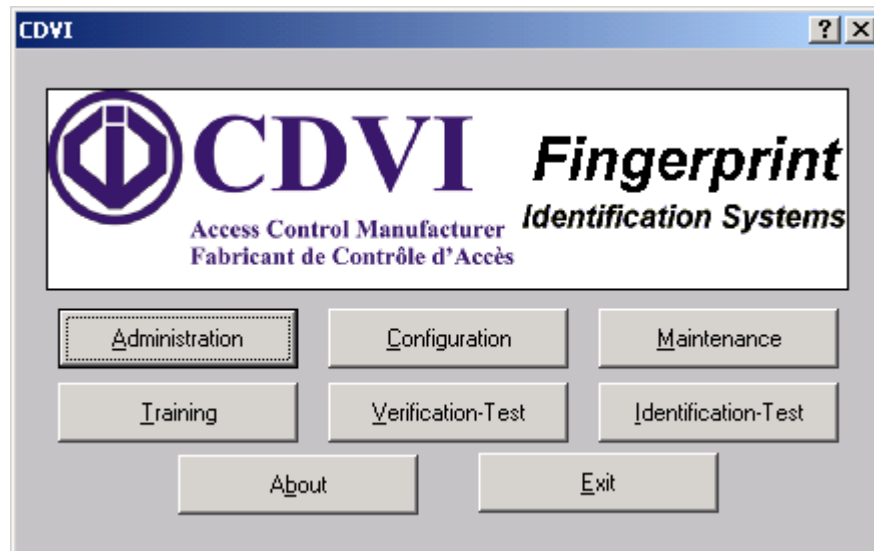 CDVI
CDVI
Access Control Manufacturer
Fabricant de Contrôle d'Accès
Fingerprint
Identification Systems
Administration
Configuration
Maintenance
Training
Verification-Test
Identification-Test
About
Exit